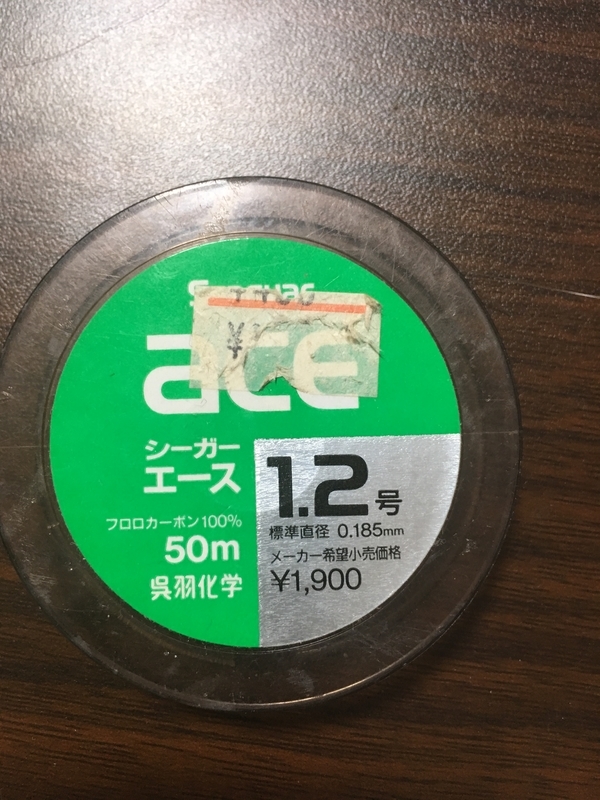 ace
シーガー
エース
フロロカーボン100%
50m
呉羽化学
1.2号
標準直径 0.185mm
メーカー希望小売価格
¥1,900